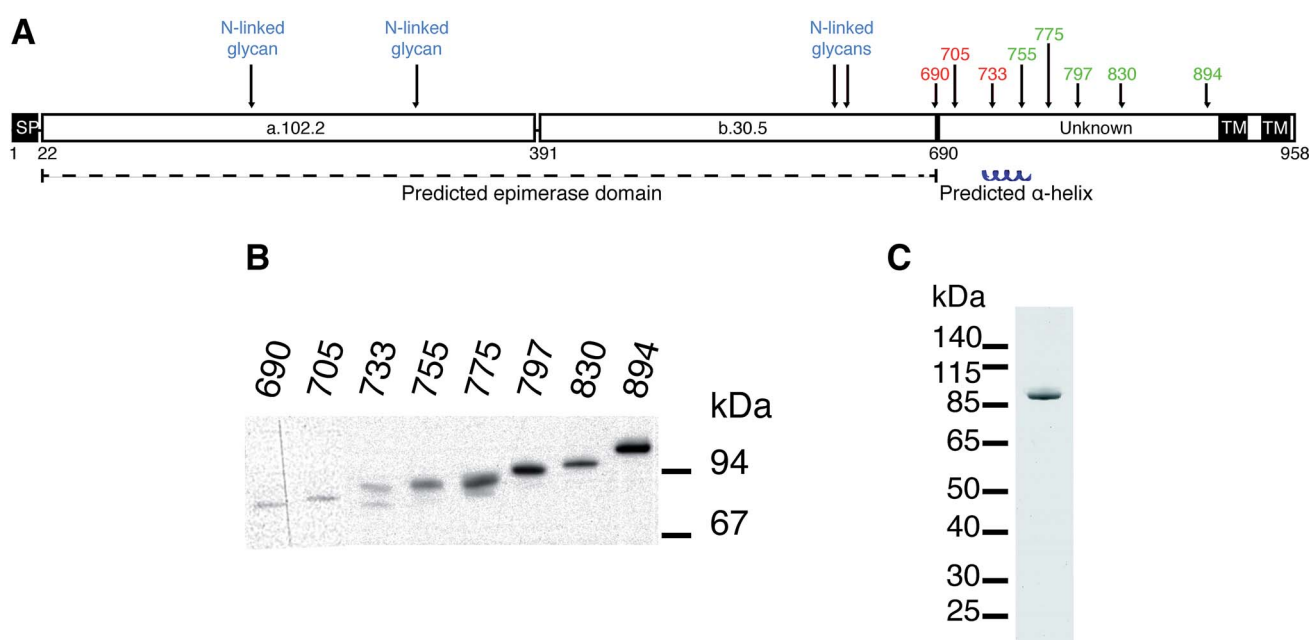 A
N-linked
glycan
N-linked
glycan
N-linked
glycans
690
705
733
755
775
797
830
894
SP
a.102.2
b.30.5
Unknown
TM
TM
1
22
391
690
958
Predicted epimerase domain
Predicted α-helix
B
690
705
733
755
775
797
830
894
kDa
94
67
C
kDa
140
115
85
65
50
40
30
25